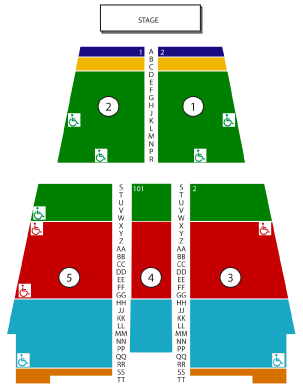 STAGE
1 A 2
B
C
D
E
F
G
2 H 1
J
K
L
M
N
P
R
S 101 S 2
T T
U U
V V
W W
X X
Y Y
Z Z
AA AA
BB BB
CC CC
5 DD 4 DD 3
EE EE
FF FF
GG GG
HH HH
JJ JJ
KK KK
LL LL
MM MM
NN NN
PP PP
QQ QQ
RR RR
SS SS
TT TT